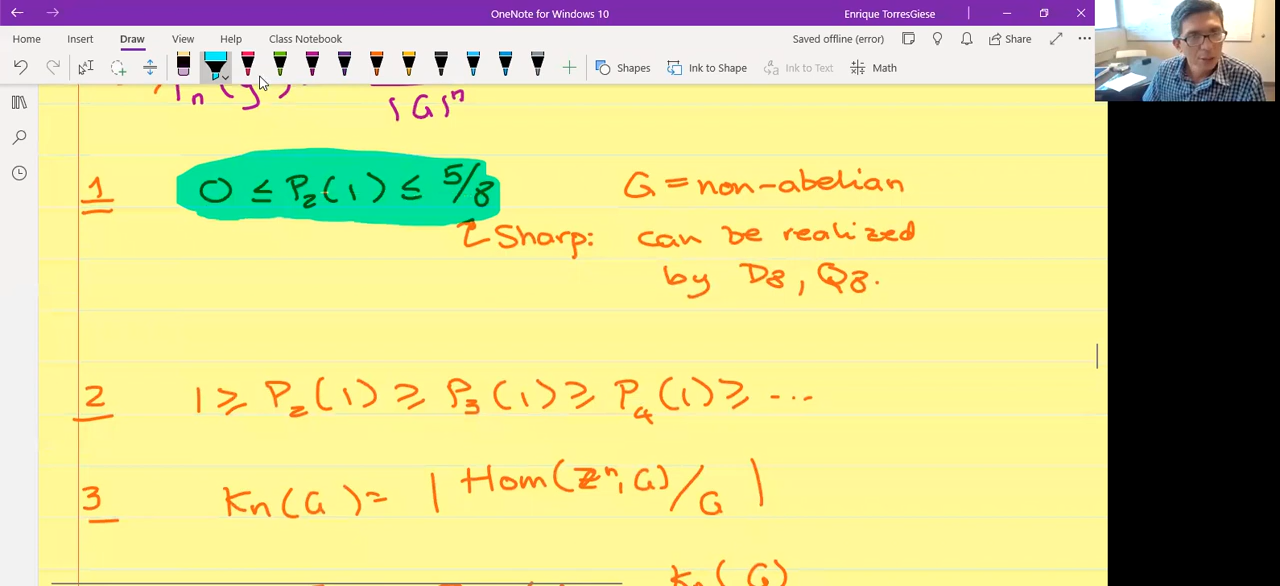 OneNote for Windows 10
Enrique TorresGiese
Home Insert Draw View Help Class Notebook
Saved offline (error)
Share
Shapes
Ink to Shape
Ink to Text
Math
|G|ⁿ
1 0 ≤ P₂(1) ≤ 5/8 G = non-abelian
Sharp: can be realized
by D8, Q8.
2 1 ≥ P₂(1) ≥ P₃(1) ≥ P₄(1) ≥ ...
3 Kn(G) = | Hom(ℤⁿ, G)/G |
Kn(G)